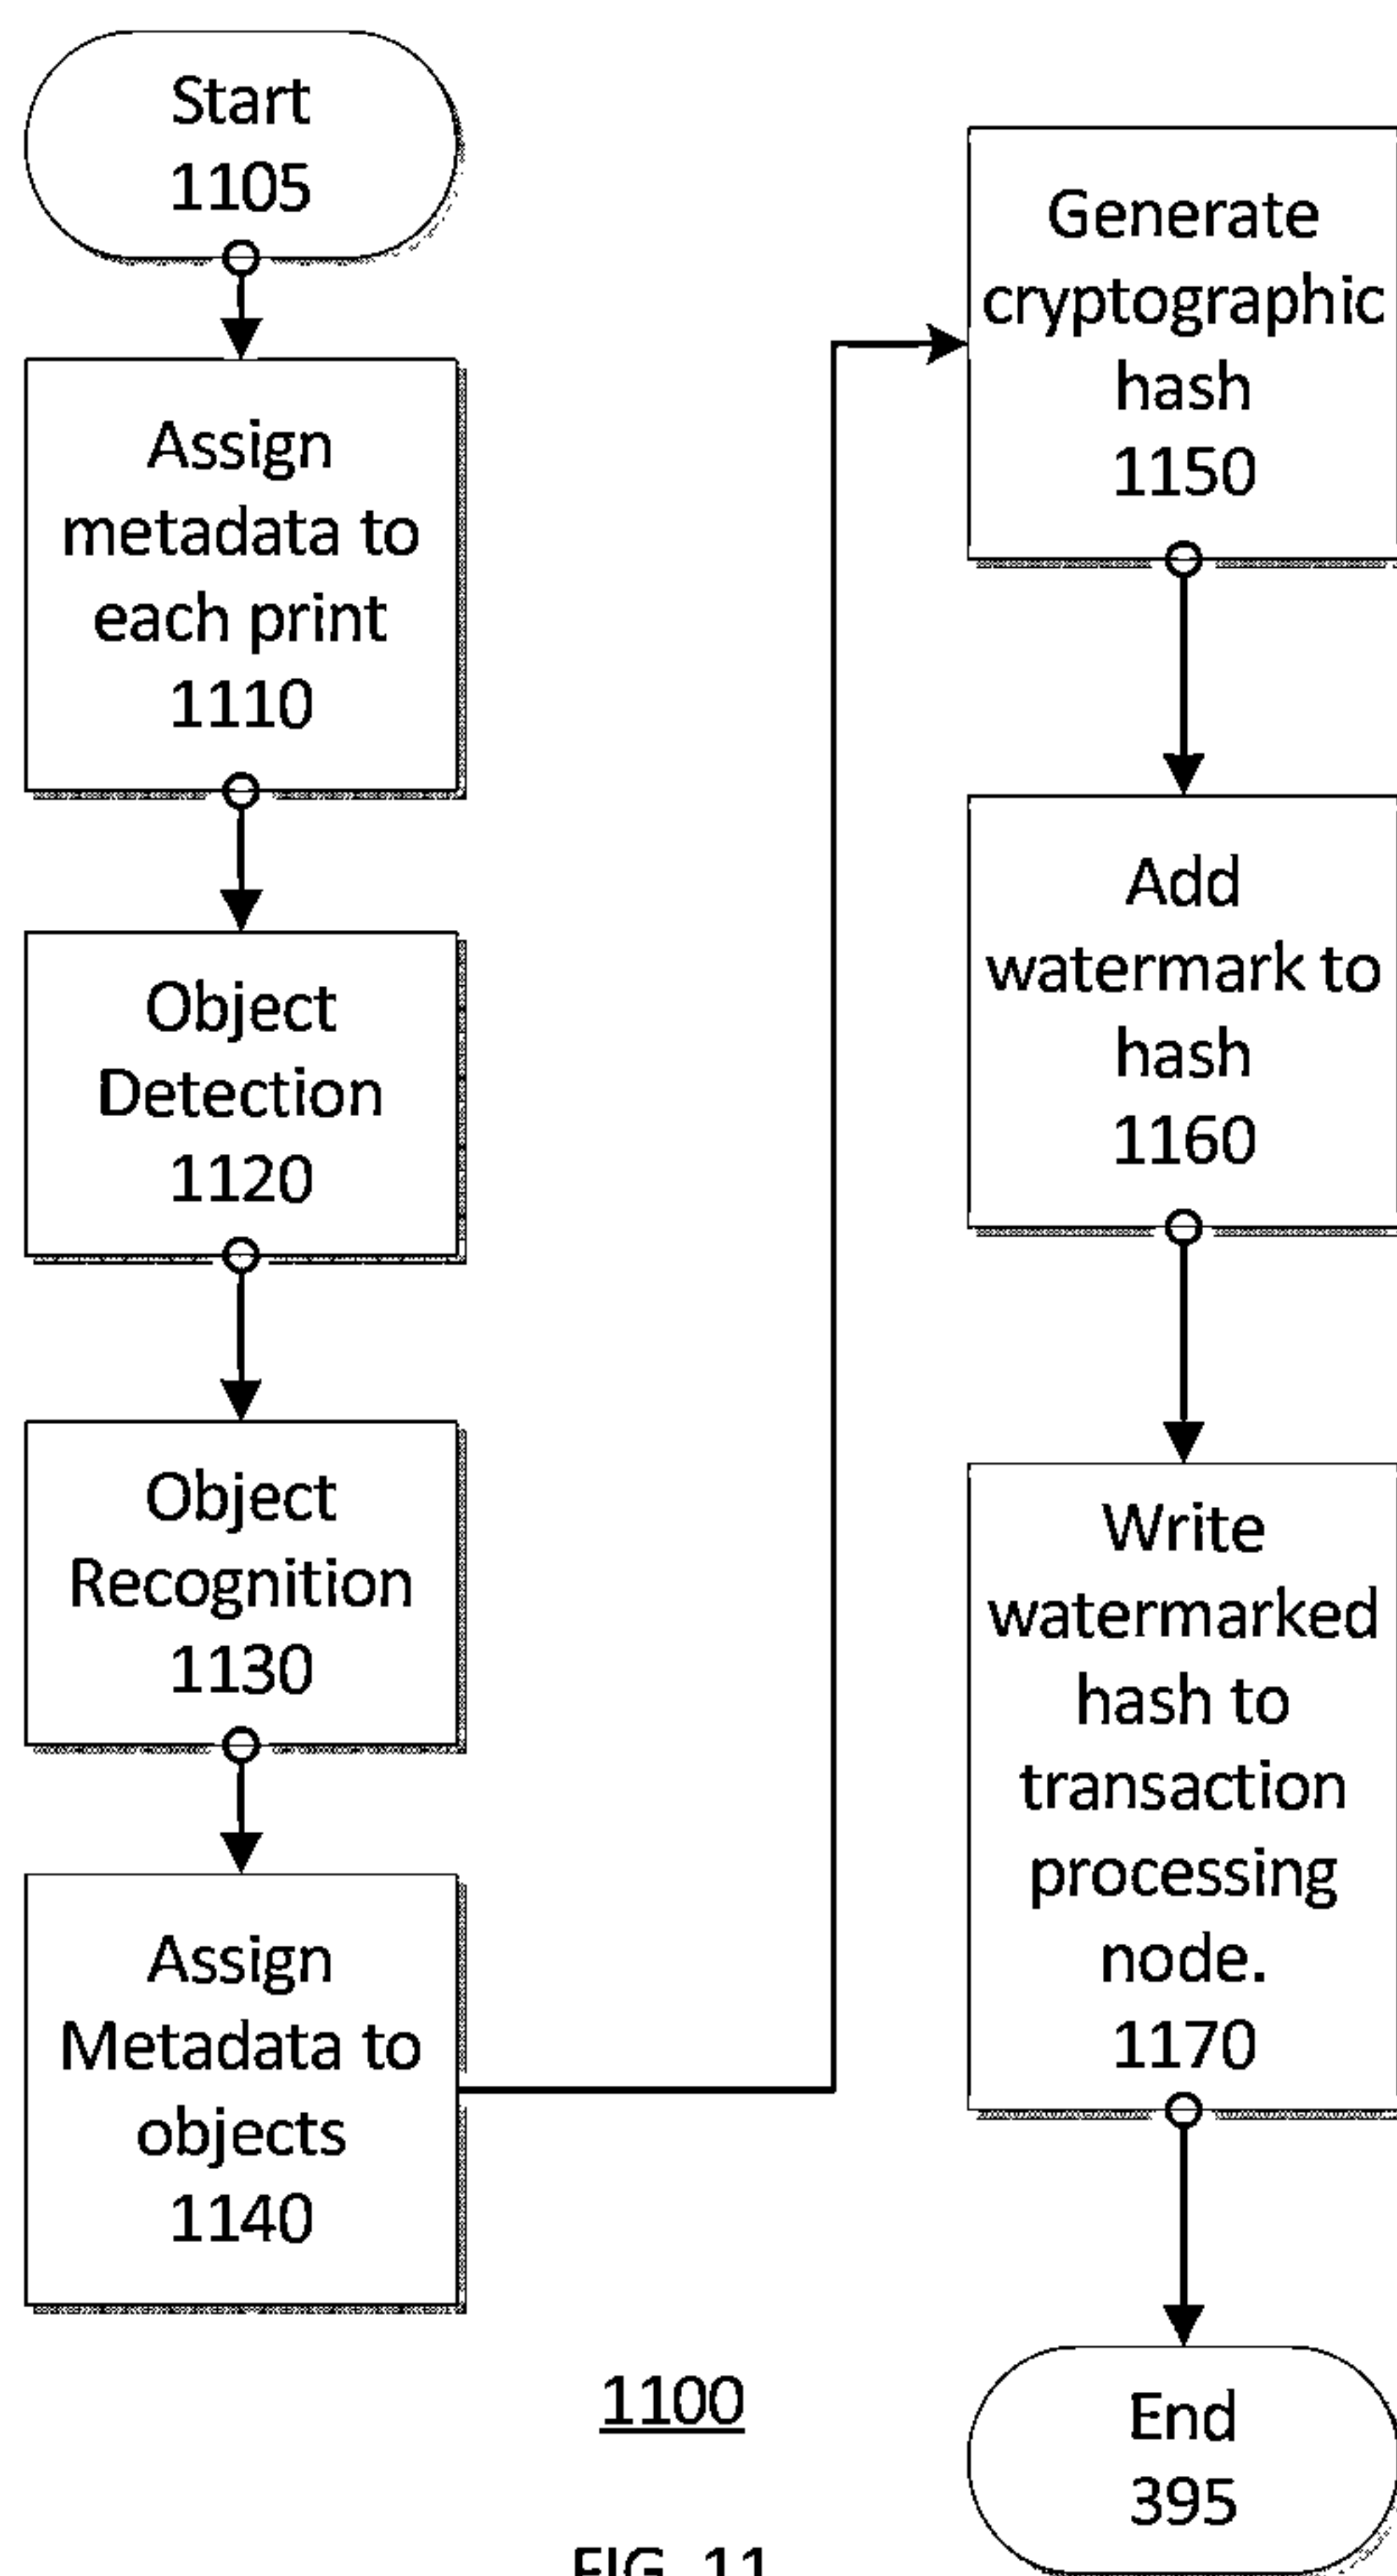 Start
1105
Assign
metadata to
each print
1110
Object
Detection
1120
Object
Recognition
1130
Assign
Metadata to
objects
1140
Generate
cryptographic
hash
1150
Add
watermark to
hash
1160
Write
watermarked
hash to
transaction
processing
node.
1170
End
395
1100
FIG. 11